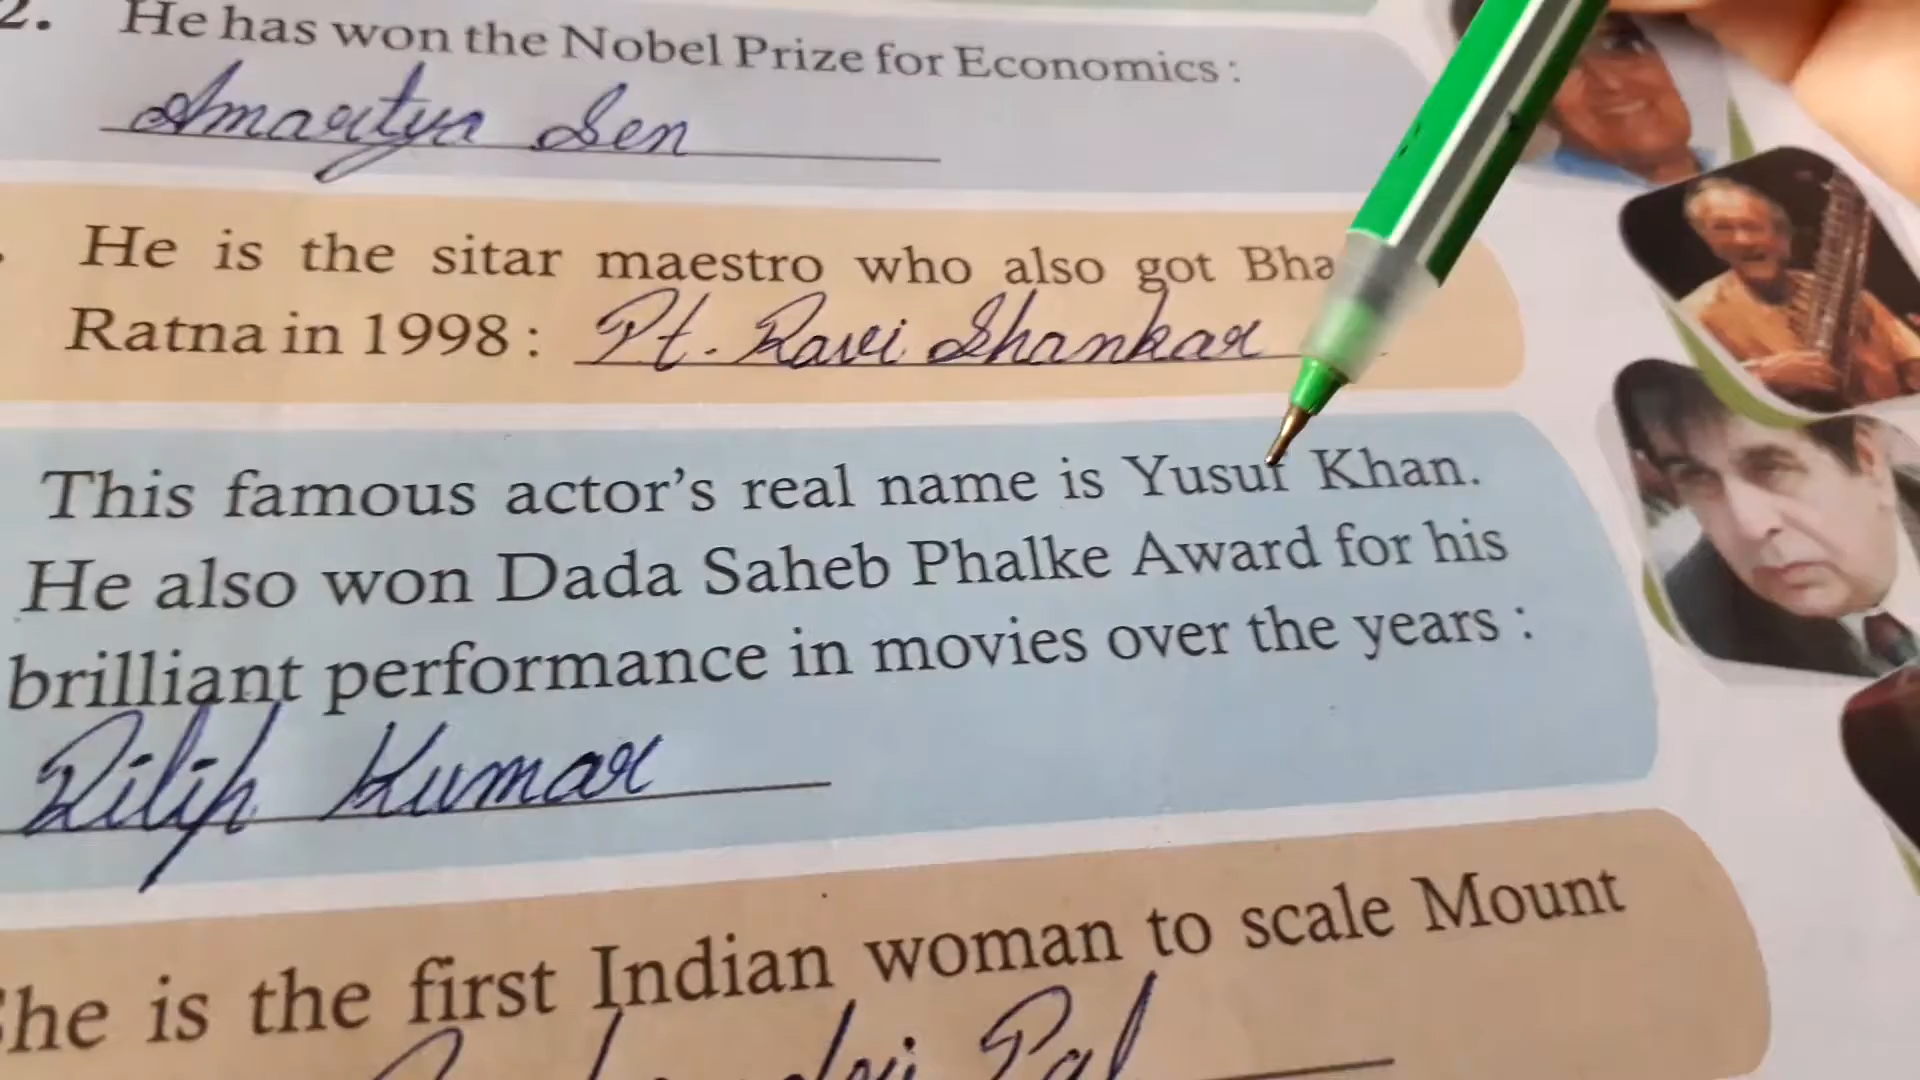 2. He has won the Nobel Prize for Economics :
Amartya Sen
He is the sitar maestro who also got Bha
Ratna in 1998 : Pt. Ravi Shankar
This famous actor's real name is Yusuf Khan.
He also won Dada Saheb Phalke Award for his
brilliant performance in movies over the years :
Dilip Kumar
She is the first Indian woman to scale Mount
Pal